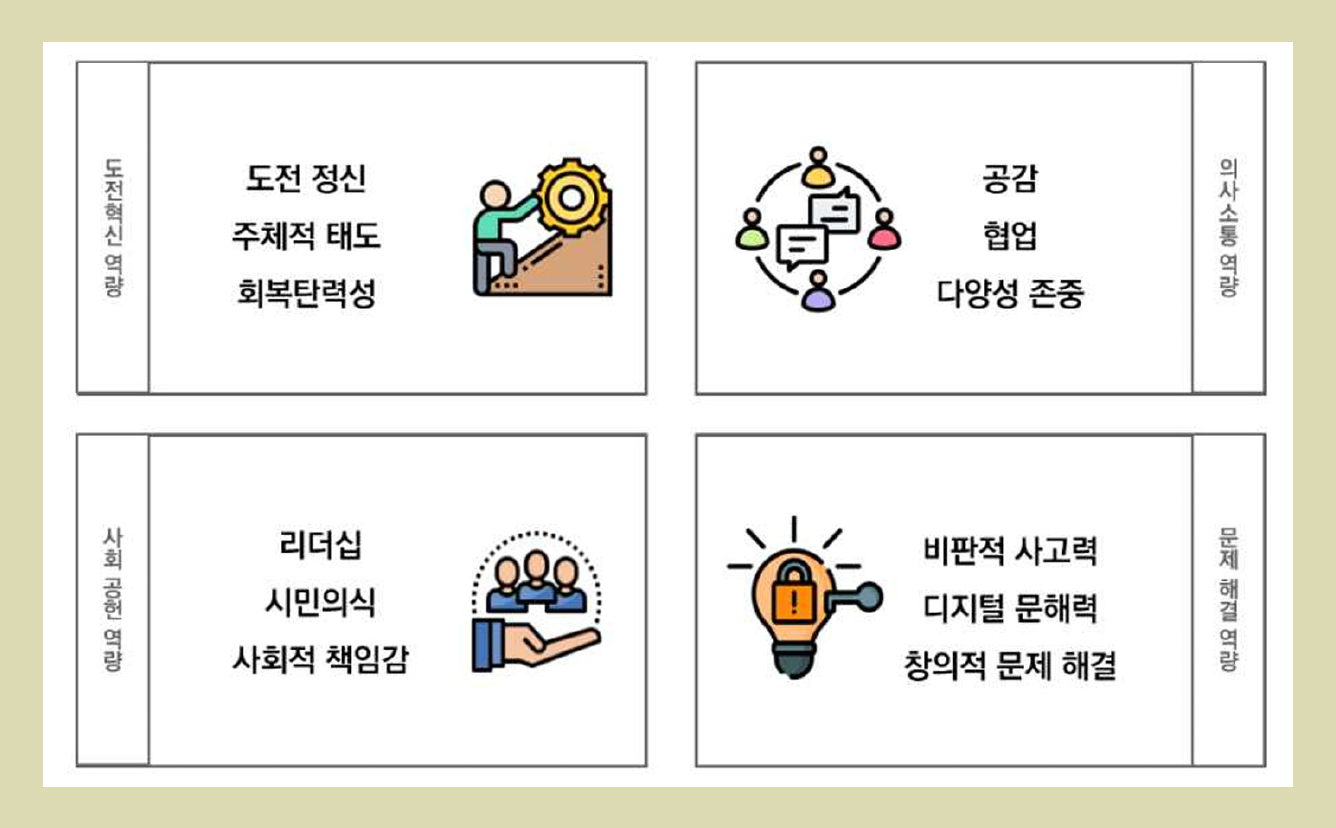 도전혁신 역량
도전 정신
주체적 태도
회복탄력성
공감
협업
다양성 존중
의사소통 역량
사회 공헌 역량
리더십
시민의식
사회적 책임감
비판적 사고력
디지털 문해력
창의적 문제 해결
문제 해결 역량